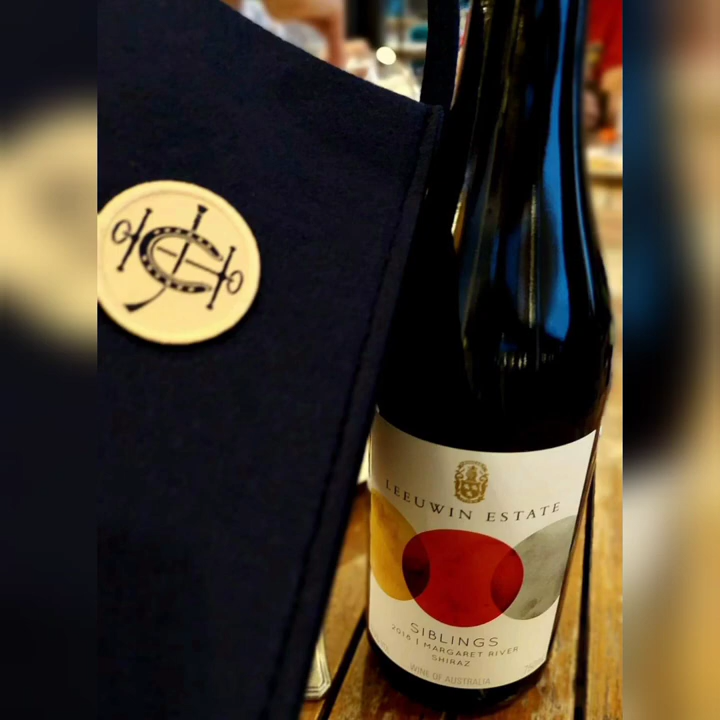 LEEUWIN ESTATE
SIBLINGS
2016 | MARGARET RIVER
SHIRAZ
WINE OF AUSTRALIA